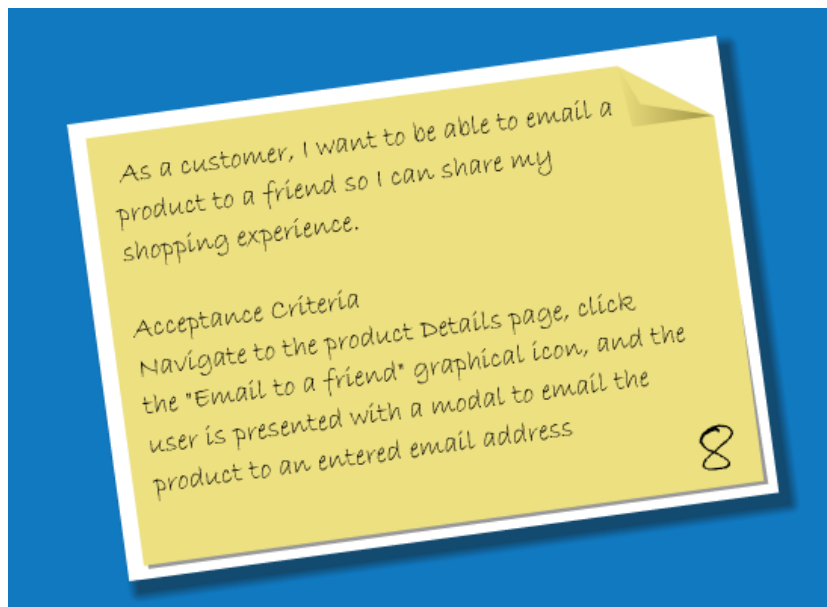 As a customer, I want to be able to email a
product to a friend so I can share my
shopping experience.
Acceptance Criteria
Navigate to the product Details page, click
the "Email to a friend" graphical icon, and the
user is presented with a modal to email the
product to an entered email address
8